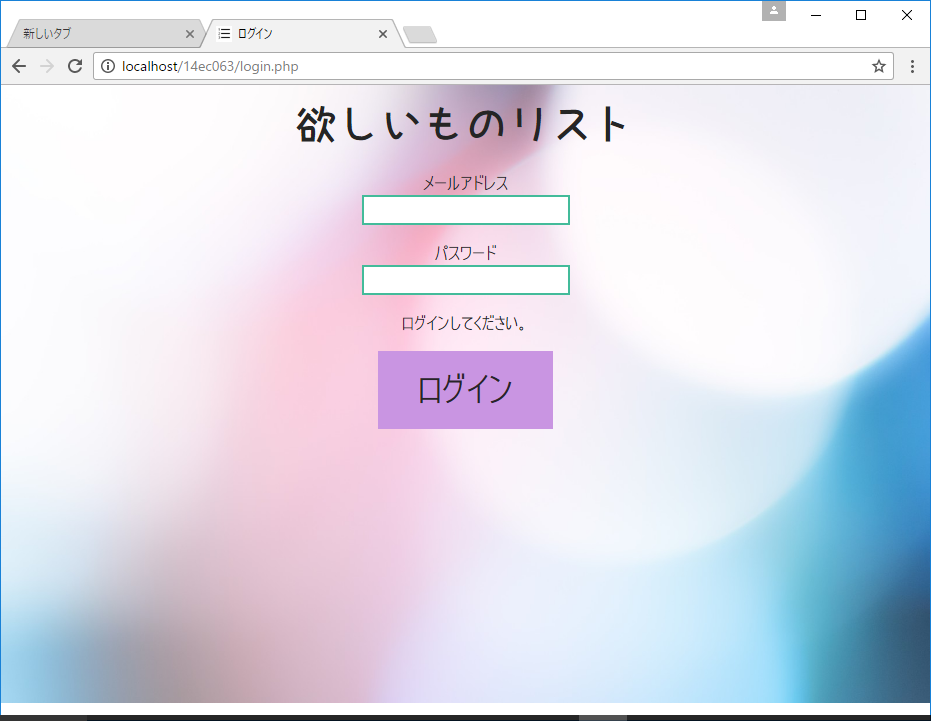 新しいタブ
ログイン
localhost/14ec063/login.php
欲しいものリスト
メールアドレス
パスワード
ログインしてください。
ログイン